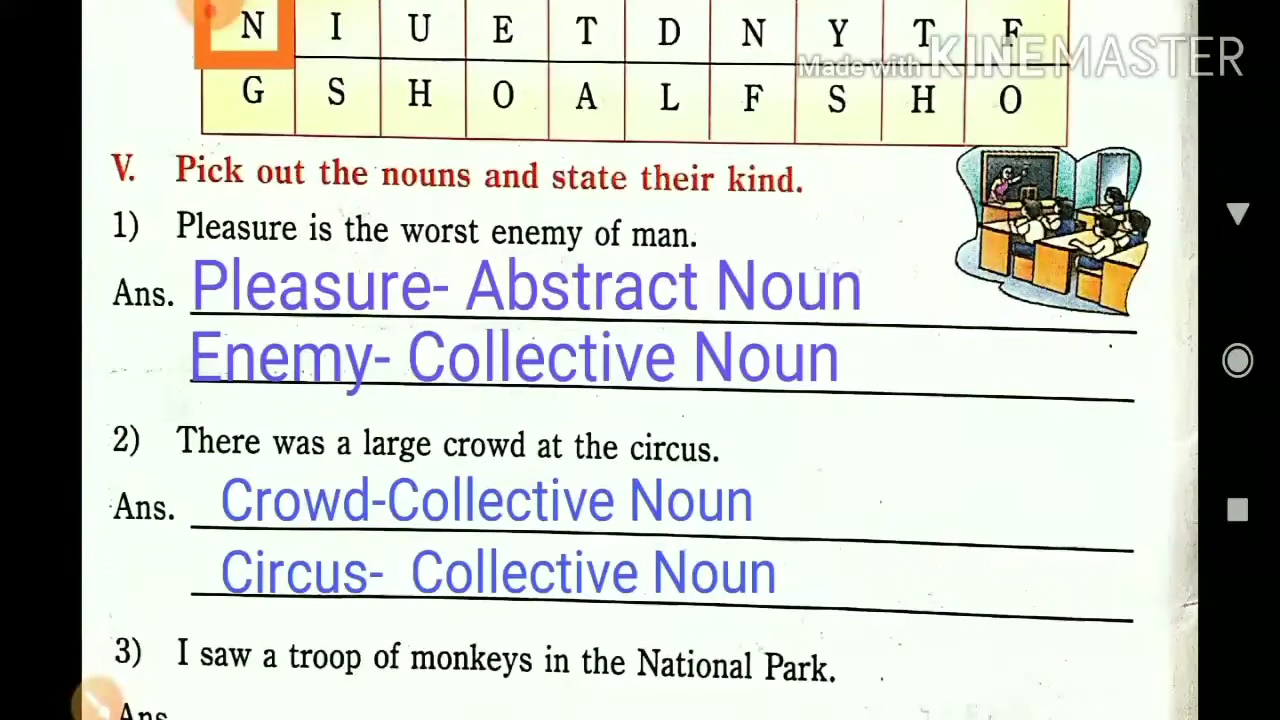 N I U E T D N Y T F
Made with KINEMASTER
G S H O A L F S H O
V. Pick out the nouns and state their kind.
1) Pleasure is the worst enemy of man.
Ans. Pleasure- Abstract Noun
Enemy- Collective Noun
2) There was a large crowd at the circus.
Ans. Crowd-Collective Noun
Circus- Collective Noun
3) I saw a troop of monkeys in the National Park.
Ans